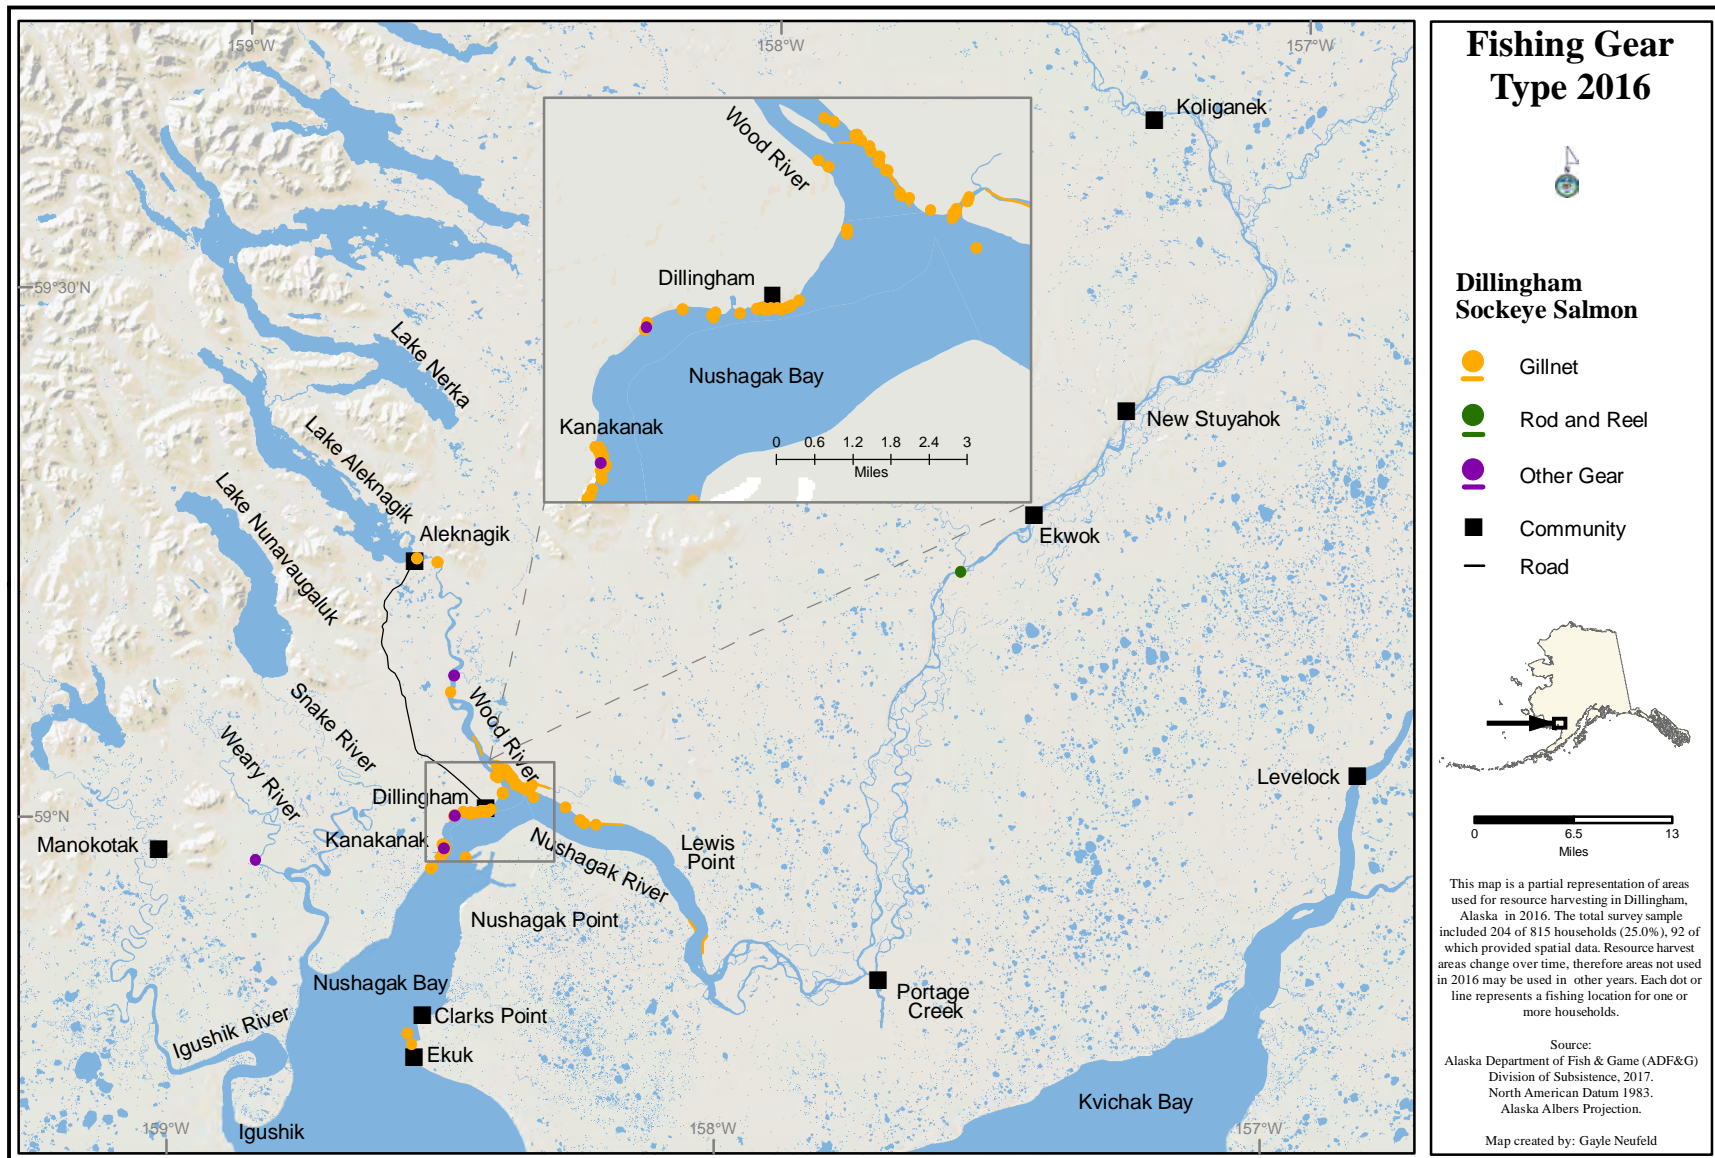 159°W
158°W
157°W
Koliganek
Wood River
59°30'N
Dillingham
Lake Nerka
Nushagak Bay
Kanakanak
0 0.6 1.2 1.8 2.4 3
Miles
New Stuyahok
Lake Aleknagik
Lake Nunavaugaluk
Aleknagik
Ekwok
Snake River
Weary River
Wood River
Dillingham
Levelock
59°N
Manokotak
Kanakanak
Nushagak River
Lewis
Point
Nushagak Point
Nushagak Bay
Portage
Creek
Clarks Point
Igushik River
Ekuk
Kvichak Bay
Igushik
159°W
158°W
157°W
Fishing Gear
Type 2016
Dillingham
Sockeye Salmon
Gillnet
Rod and Reel
Other Gear
Community
Road
0 6.5 13
Miles
This map is a partial representation of areas
used for resource harvesting in Dillingham,
Alaska in 2016. The total survey sample
included 204 of 815 households (25.0%), 92 of
which provided spatial data. Resource harvest
areas change over time, therefore areas not used
in 2016 may be used in other years. Each dot or
line represents a fishing location for one or
more households.
Source:
Alaska Department of Fish & Game (ADF&G)
Division of Subsistence, 2017.
North American Datum 1983.
Alaska Albers Projection.
Map created by: Gayle Neufeld